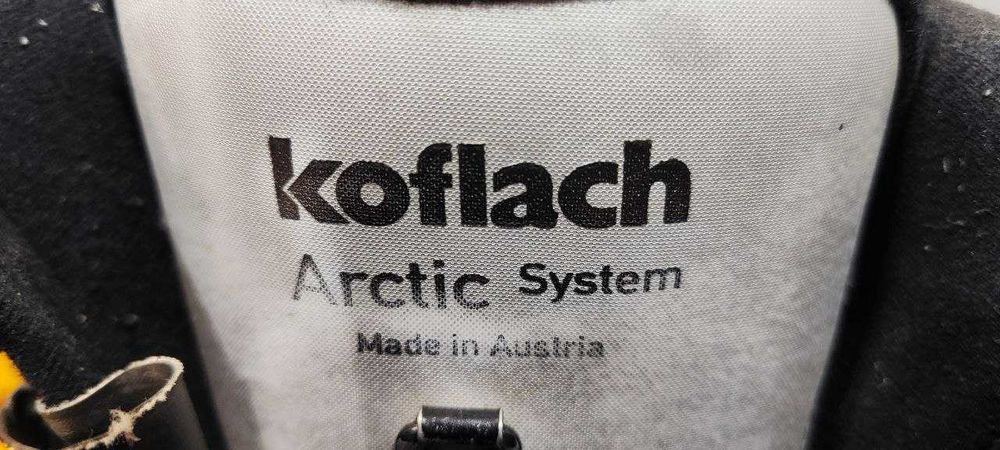 koflach
Arctic System
Made in Austria